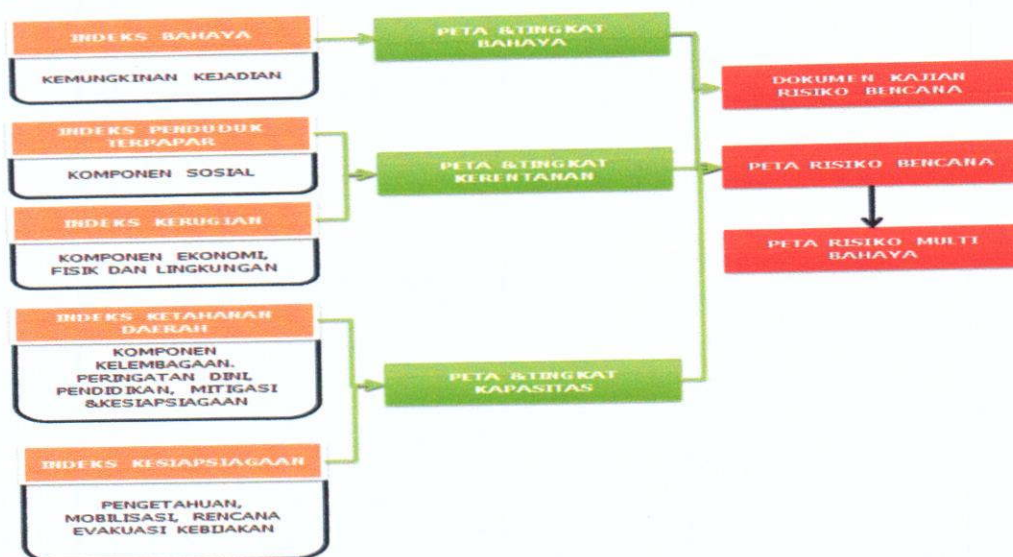 INDEKS BAHAYA
KEMUNGKINAN KEJADIAN
INDEKS PENDUDUK
TERPAPAR
KOMPONEN SOSIAL
INDEKS KERUGIAN
KOMPONEN EKONOMI,
FISIK DAN LINGKUNGAN
INDEKS KETAHANAN
DAERAH
KOMPONEN
KELEMBAGAAN.
PERINGATAN DINI,
PENDIDIKAN, MITIGASI
&KESIAPSIAGAAN
INDEKS KESIAPSIAGAAN
PENGETAHUAN,
MOBILISASI, RENCANA
EVAKUASI KEBIJAKAN
PETA &TINGKAT
BAHAYA
PETA &TINGKAT
KERENTANAN
PETA &TINGKAT
KAPASITAS
DOKUMEN KAJIAN
RISIKO BENCANA
PETA RISIKO BENCANA
PETA RISIKO MULTI
BAHAYA